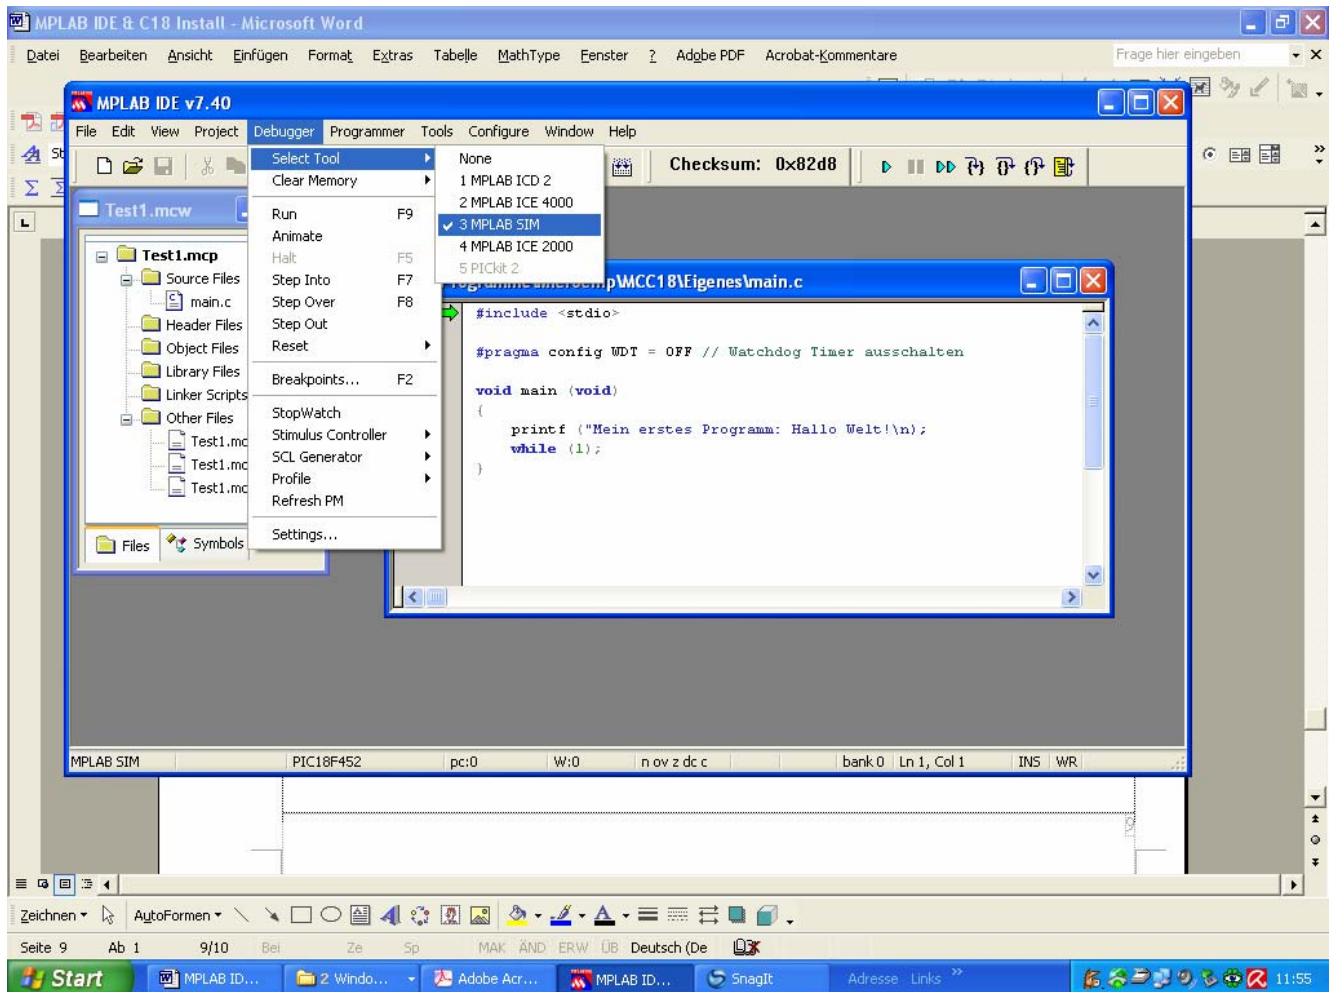 MPLAB IDE & C18 Install - Microsoft Word
Datei Bearbeiten Ansicht Einfügen Format Extras Tabelle MathType Fenster ? Adobe PDF Acrobat-Kommentare Frage hier eingeben
MPLAB IDE v7.40
File Edit View Project Debugger Programmer Tools Configure Window Help
St
Checksum: 0x82d8
Select Tool
Clear Memory
Run F9
Animate
Halt F5
Step Into F7
Step Over F8
Step Out
Reset
Breakpoints... F2
StopWatch
Stimulus Controller
SCL Generator
Profile
Refresh PM
Settings...
None
1 MPLAB ICD 2
2 MPLAB ICE 4000
3 MPLAB SIM
4 MPLAB ICE 2000
5 PICkit 2
Test1.mcw
Test1.mcp
Source Files
main.c
Header Files
Object Files
Library Files
Linker Scripts
Other Files
Test1.mc
Test1.mc
Test1.mc
Files Symbols
\MCC18\Eigenes\main.c
#include <stdio>
#pragma config WDT = OFF // Watchdog Timer ausschalten
void main (void)
{
printf ("Mein erstes Programm: Hallo Welt!\n);
while (1);
}
MPLAB SIM PIC18F452 pc:0 W:0 n ov z dc c bank 0 Ln 1, Col 1 INS WR
9
Zeichnen AutoFormen
Seite 9 Ab 1 9/10 Bei Ze Sp MAK ÄND ERW ÜB Deutsch (De
Start MPLAB ID... 2 Windo... Adobe Acr... MPLAB ID... SnagIt Adresse Links » 11:55